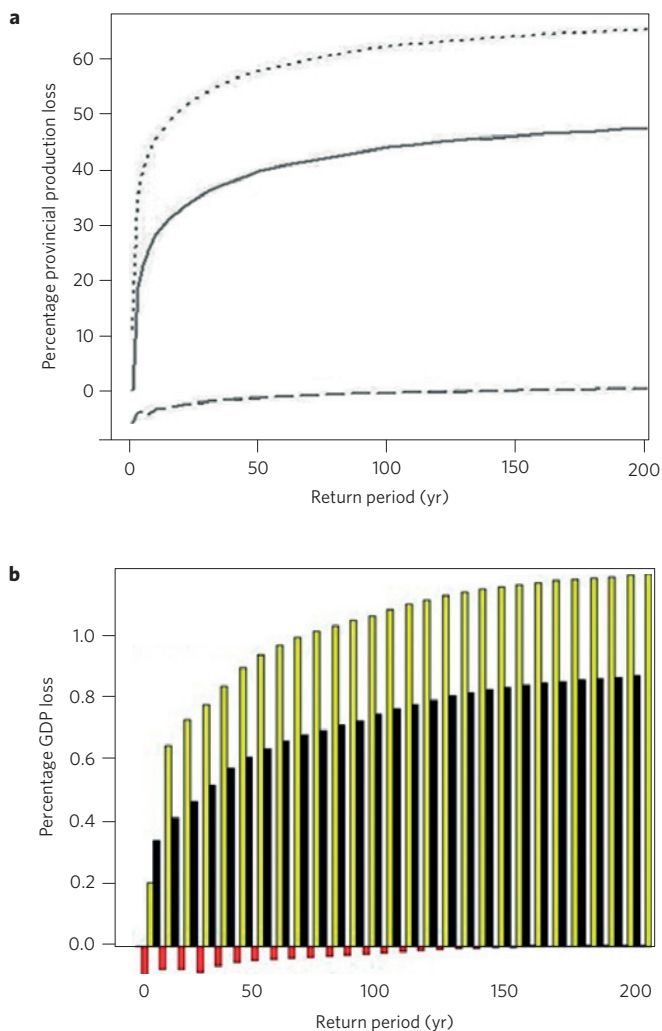 a
60
50
40
30
20
10
0
Percentage provincial production loss
0 50 100 150 200
Return period (yr)
b
1.0
0.8
0.6
0.4
0.2
0.0
Percentage GDP loss
0 50 100 150 200
Return period (yr)